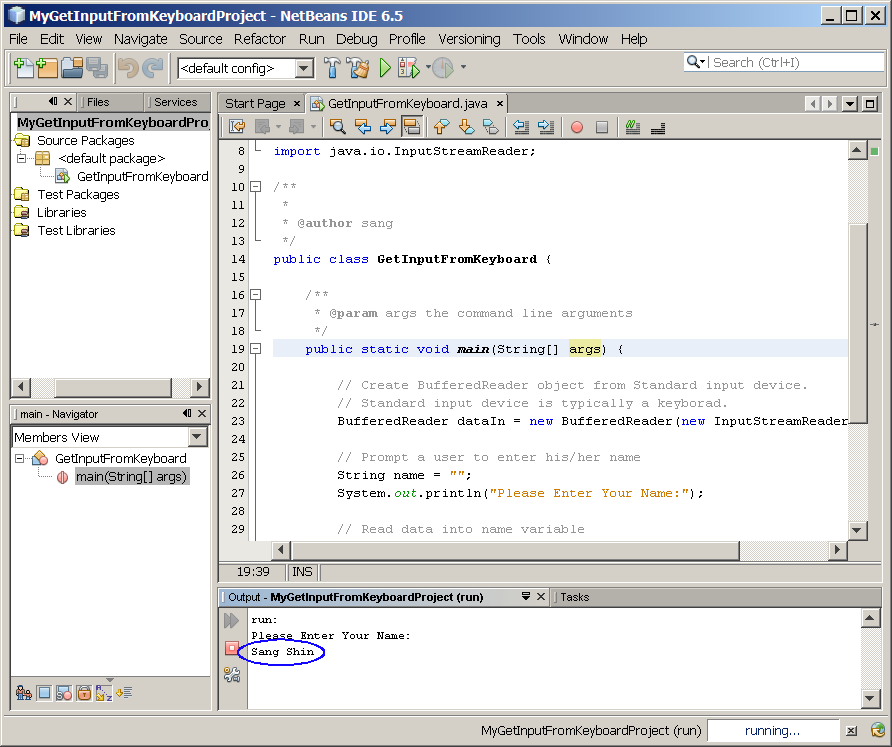 MyGetInputFromKeyboardProject - NetBeans IDE 6.5
File Edit View Navigate Source Refactor Run Debug Profile Versioning Tools Window Help
<default config>
Search (Ctrl+I)
Files Services
MyGetInputFromKeyboardPro
Source Packages
<default package>
GetInputFromKeyboard
Test Packages
Libraries
Test Libraries
main - Navigator
Members View
GetInputFromKeyboard
main(String[] args)
Start Page GetInputFromKeyboard.java
8 import java.io.InputStreamReader;
9
10 /**
11 *
12 * @author sang
13 */
14 public class GetInputFromKeyboard {
15
16 /**
17 * @param args the command line arguments
18 */
19 public static void main(String[] args) {
20
21 // Create BufferedReader object from Standard input device.
22 // Standard input device is typically a keyborad.
23 BufferedReader dataIn = new BufferedReader(new InputStreamReader
24
25 // Prompt a user to enter his/her name
26 String name = "";
27 System.out.println("Please Enter Your Name:");
28
29 // Read data into name variable
19:39 INS
Output - MyGetInputFromKeyboardProject (run) Tasks
run:
Please Enter Your Name:
Sang Shin
MyGetInputFromKeyboardProject (run) running...